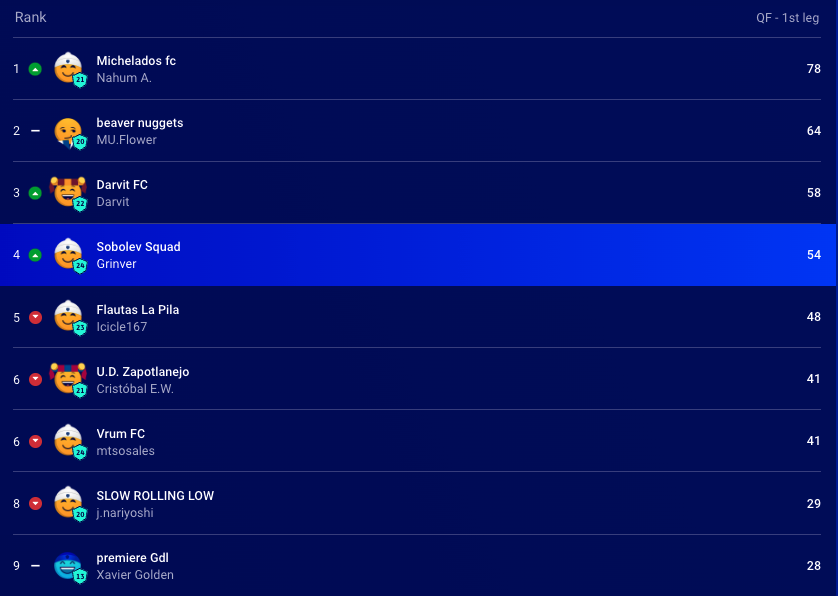 Rank QF - 1st leg
1 21 Michelados fc 78
Nahum A.
2 20 beaver nuggets 64
MU.Flower
3 22 Darvit FC 58
Darvit
4 24 Sobolev Squad 54
Grinver
5 23 Flautas La Pila 48
Icicle167
6 21 U.D. Zapotlanejo 41
Cristóbal E.W.
6 24 Vrum FC 41
mtsosales
8 20 SLOW ROLLING LOW 29
j.nariyoshi
9 13 premiere Gdl 28
Xavier Golden